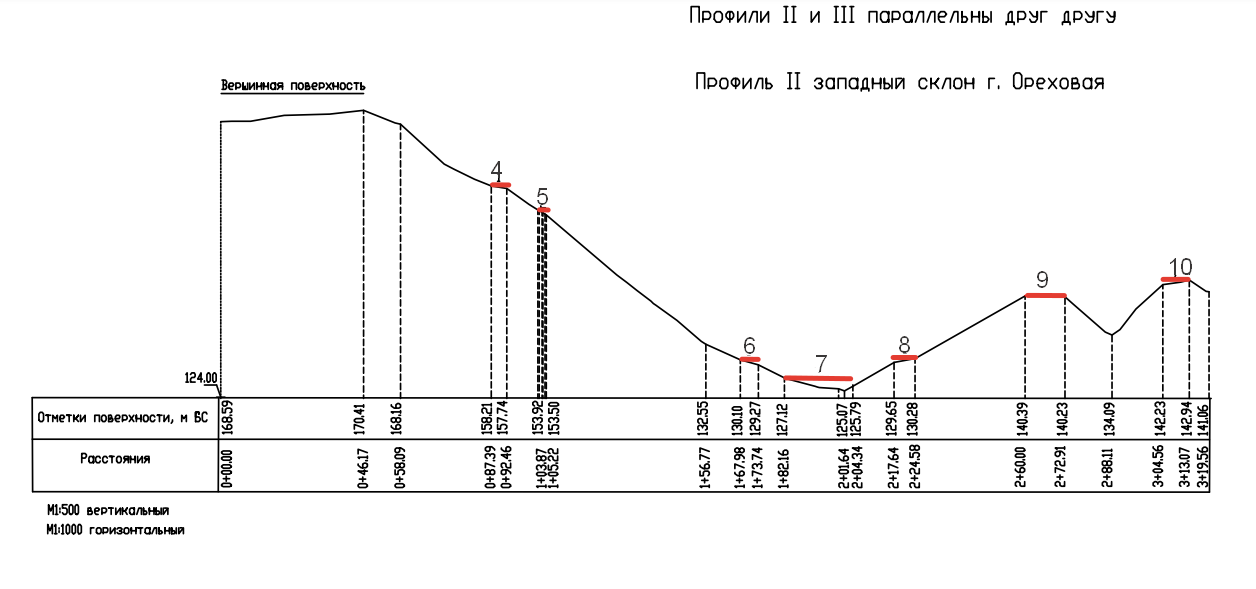 Профили II и III параллельны друг другу
Профиль II западный склон г. Ореховая
Вершинная поверхность
4
5
6
7
8
9
10
124.00
Отметки поверхности, м БС 168.59 170.41 168.16 158.21 157.74 153.92 153.50 132.55 130.10 129.27 127.12 125.07 125.79 129.65 130.28 140.39 140.23 134.09 142.23 142.94 141.06
Расстояния 0+00.00 0+46.17 0+58.09 0+87.39 0+92.46 1+03.87 1+05.22 1+56.77 1+67.98 1+73.74 1+82.16 2+01.64 2+04.34 2+17.64 2+24.58 2+60.00 2+72.91 2+88.11 3+04.56 3+13.07 3+19.56
М1:500 вертикальный
М1:1000 горизонтальный